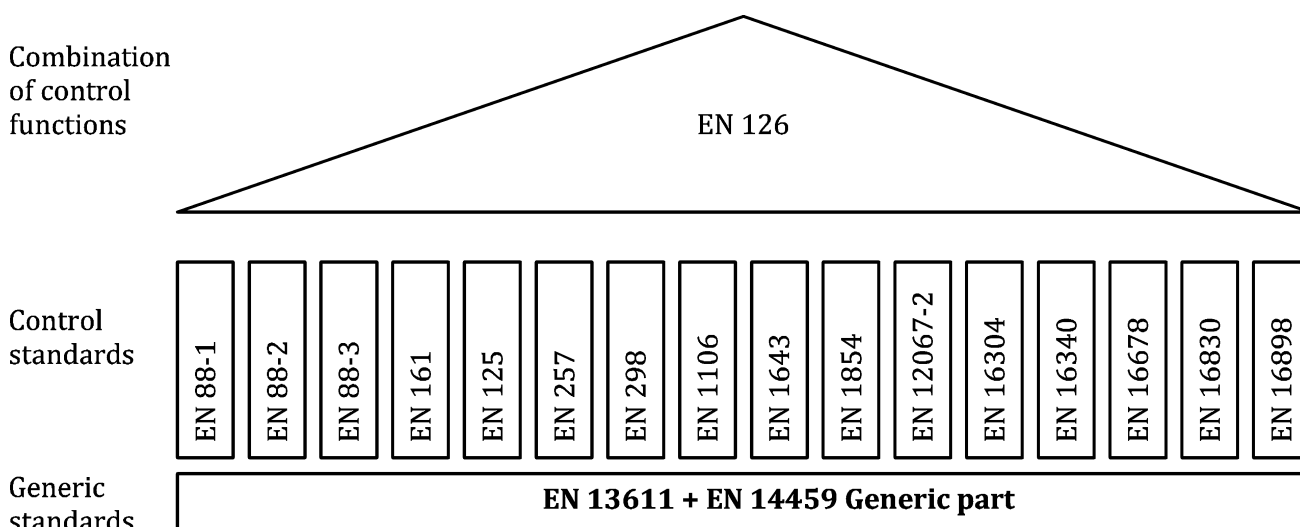 Combination
of control
functions
EN 126
Control
standards
EN 88-1
EN 88-2
EN 88-3
EN 161
EN 125
EN 257
EN 298
EN 1106
EN 1643
EN 1854
EN 12067-2
EN 16304
EN 16340
EN 16678
EN 16830
EN 16898
Generic
standards
EN 13611 + EN 14459 Generic part